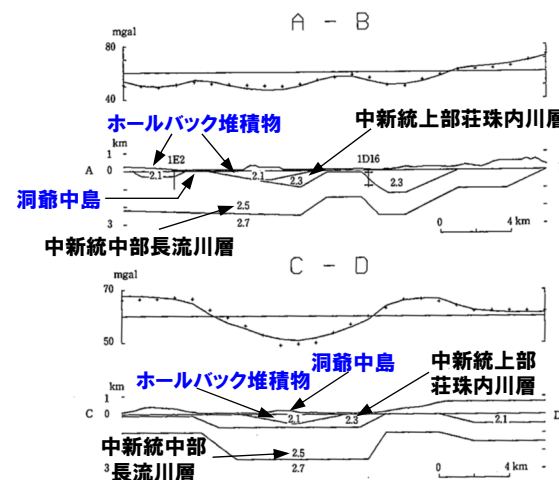 A - B
mgal
80
40
ホールバック堆積物
中新統上部荘珠内川層
km
1
A 0
1E2
1D16
2.1
2.1
2.3
2.3
洞爺中島
2.5
中新統中部長流川層
2.7
3
0 4 km
C - D
mgal
70
50
洞爺中島
中新統上部
荘珠内川層
ホールバック堆積物
km
1
C 0
D
2.1
2.3
2.1
中新統中部
長流川層
2.5
2.7
3
0 4 km